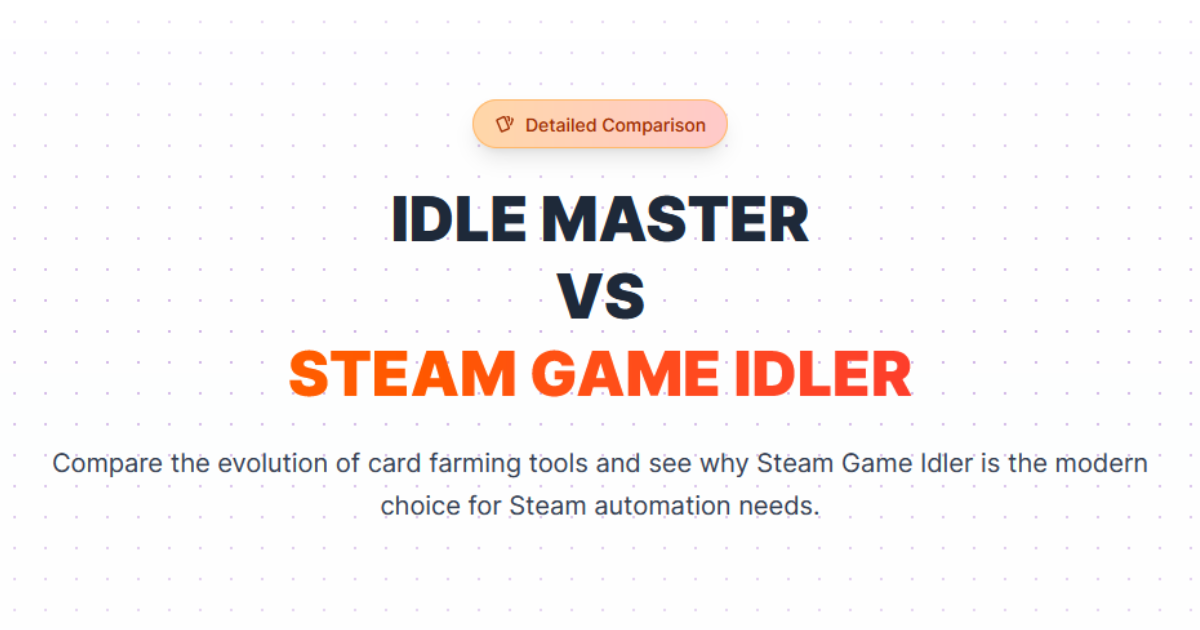 Detailed Comparison
IDLE MASTER
VS
STEAM GAME IDLER
Compare the evolution of card farming tools and see why Steam Game Idler is the modern
choice for Steam automation needs.